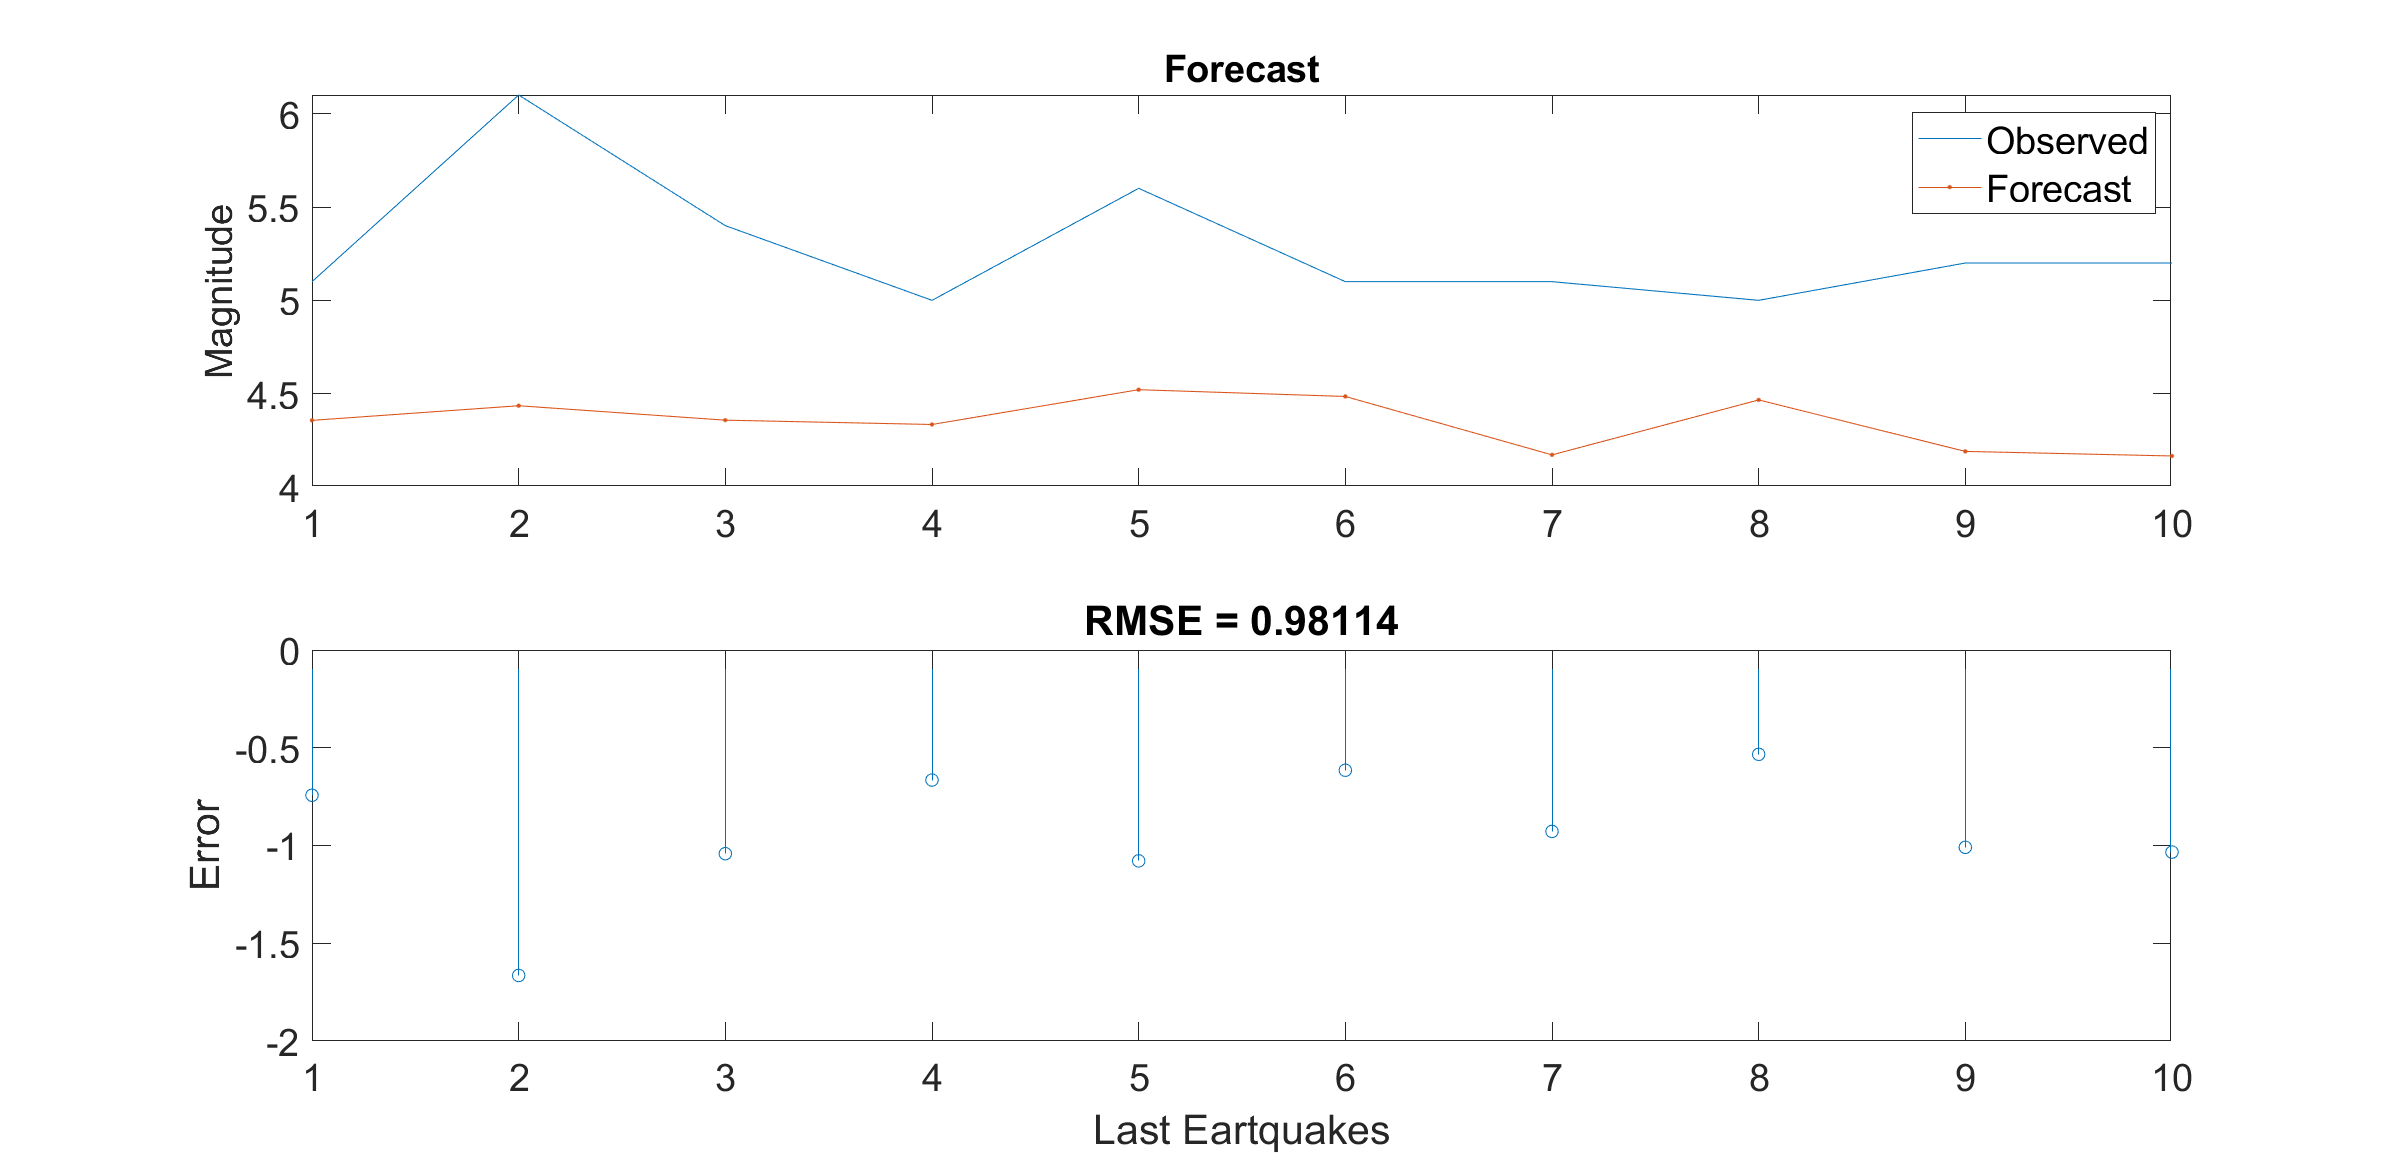 Forecast
6
5.5
5
4.5
4
Magnitude
Observed
Forecast
1 2 3 4 5 6 7 8 9 10
RMSE = 0.98114
0
-0.5
-1
-1.5
-2
Error
1 2 3 4 5 6 7 8 9 10
Last Eartquakes